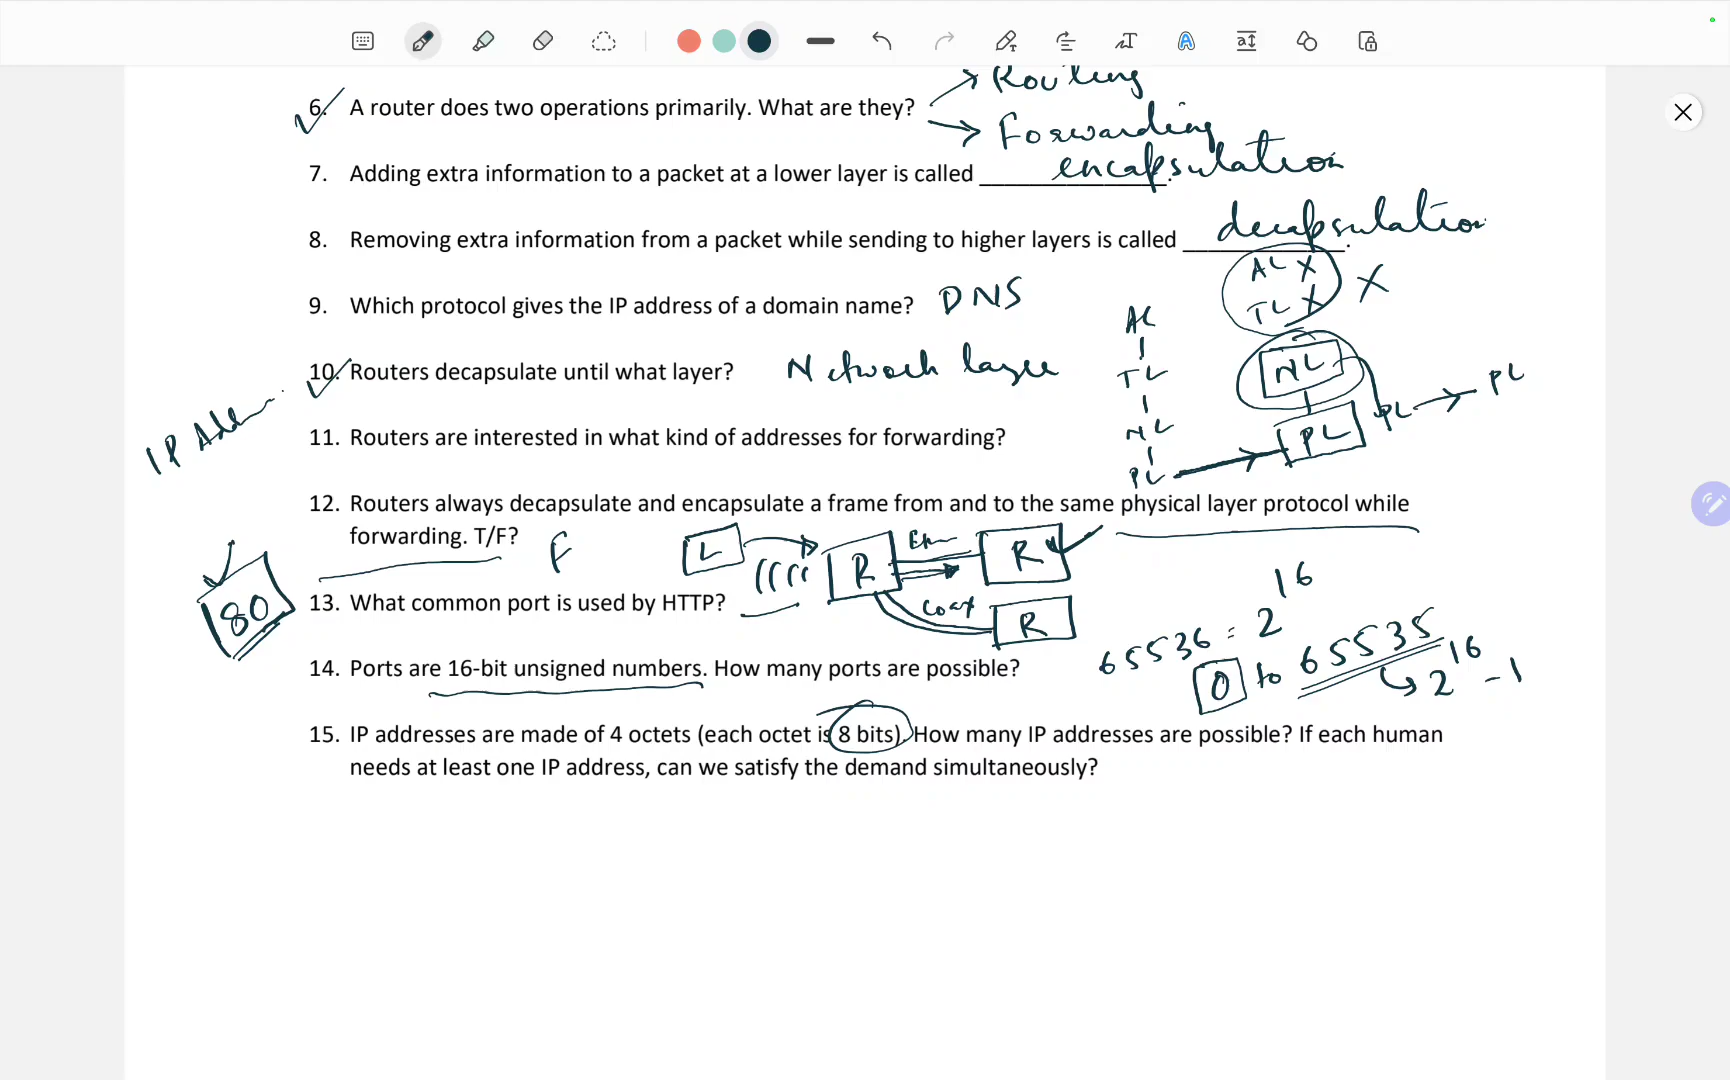 Routing
6. A router does two operations primarily. What are they?
Forwarding
7. Adding extra information to a packet at a lower layer is called ________________.
encapsulation
8. Removing extra information from a packet while sending to higher layers is called ______________.
decapsulation
AL X
TL X
X
9. Which protocol gives the IP address of a domain name? DNS
AL
TL
NL
PL
NL
PL
PL → PL
10. Routers decapsulate until what layer? Network layer
IP Addr
11. Routers are interested in what kind of addresses for forwarding?
12. Routers always decapsulate and encapsulate a frame from and to the same physical layer protocol while
forwarding. T/F? F
L
R
R
coax
R
80
13. What common port is used by HTTP?
65536 = 2^16
0 to 65535
2^16 - 1
14. Ports are 16-bit unsigned numbers. How many ports are possible?
15. IP addresses are made of 4 octets (each octet is 8 bits). How many IP addresses are possible? If each human
needs at least one IP address, can we satisfy the demand simultaneously?